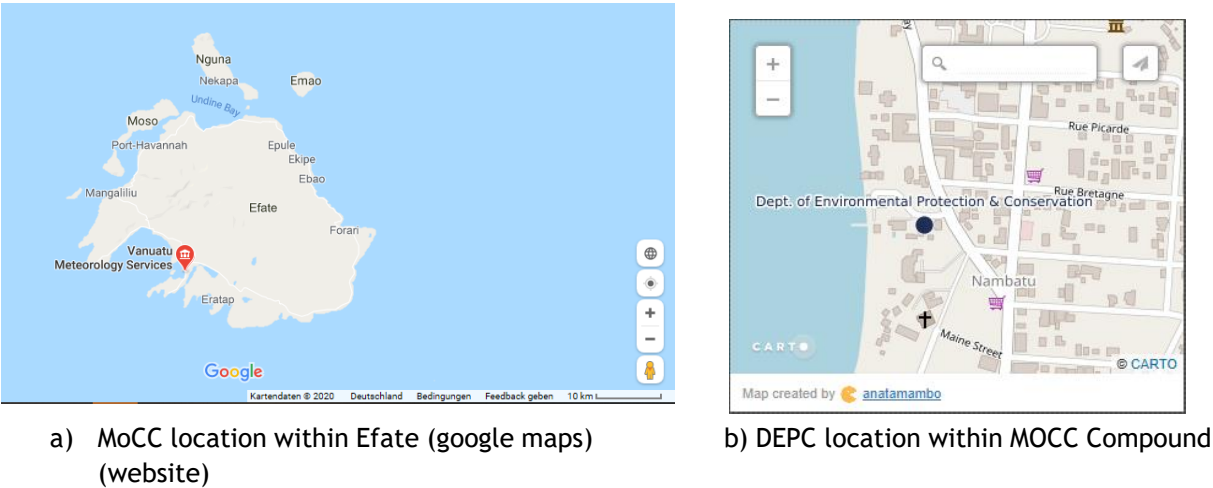 Nguna
Nekapa
Emao
Undine Bay
Moso
Port-Havannah
Epule
Ekipe
Ebao
Mangaliliu
Efate
Forari
Vanuatu
Meteorology Services
Eratap
Google
Kartendaten © 2020 Deutschland Bedingungen Feedback geben 10 km
a) MoCC location within Efate (google maps)
(website)
+
−
Rue Picarde
Rue Bretagne
Dept. of Environmental Protection & Conservation
Nambatu
Maine Street
CARTO
© CARTO
Map created by anatamambo
b) DEPC location within MOCC Compound